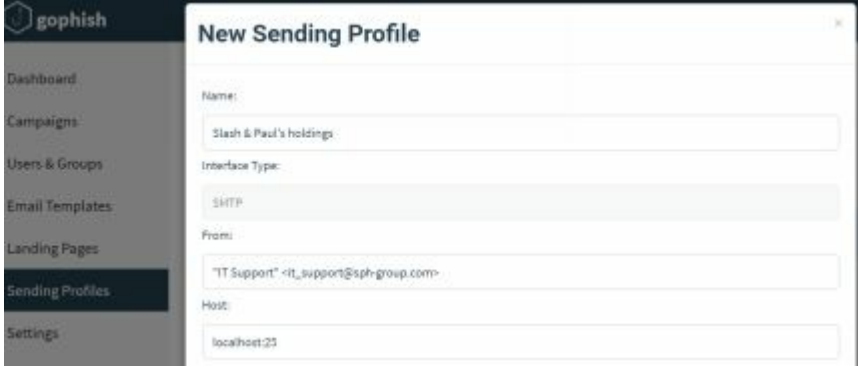 gophish
New Sending Profile
×
Dashboard
Campaigns
Users & Groups
Email Templates
Landing Pages
Sending Profiles
Settings
Name:
Slash & Paul's holdings
Interface Type:
SMTP
From:
"IT Support" <it_support@sph-group.com>
Host:
localhost:25